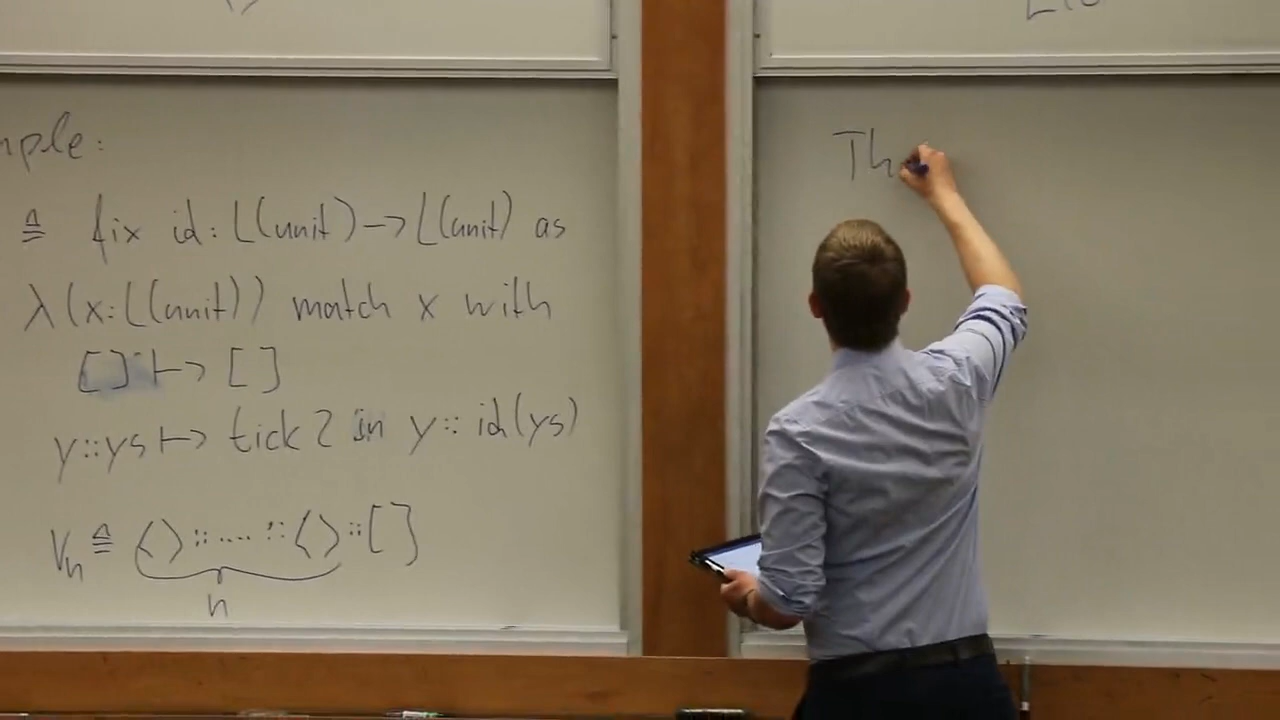 mple:
≜ fix id: L(unit) -> L(unit) as
λ(x: L(unit)) match x with
[] ↦ []
y::ys ↦ tick 2 in y:: id(ys)
Vn ≜ ⟨⟩ :: .... :: ⟨⟩ :: []
n
Th